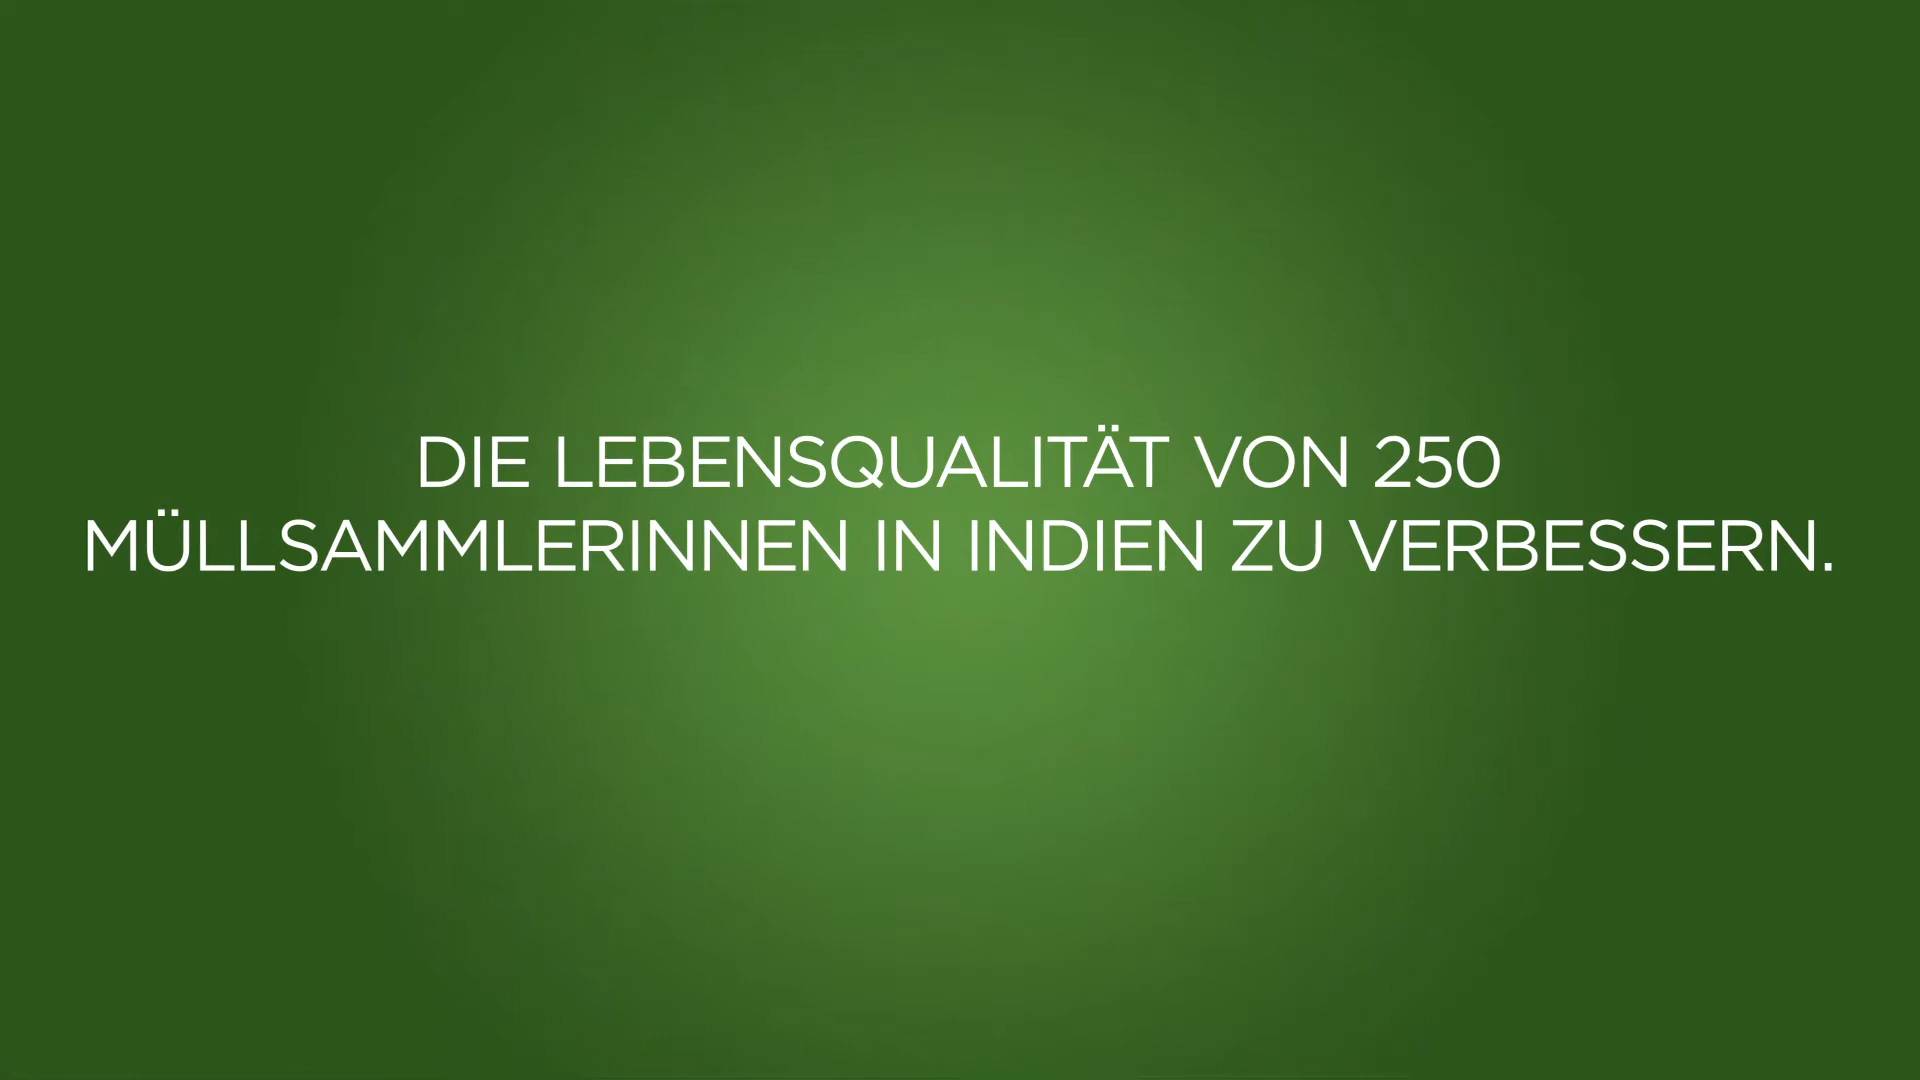 DIE LEBENSQUALITÄT VON 250
MÜLLSAMMLERINNEN IN INDIEN ZU VERBESSERN.